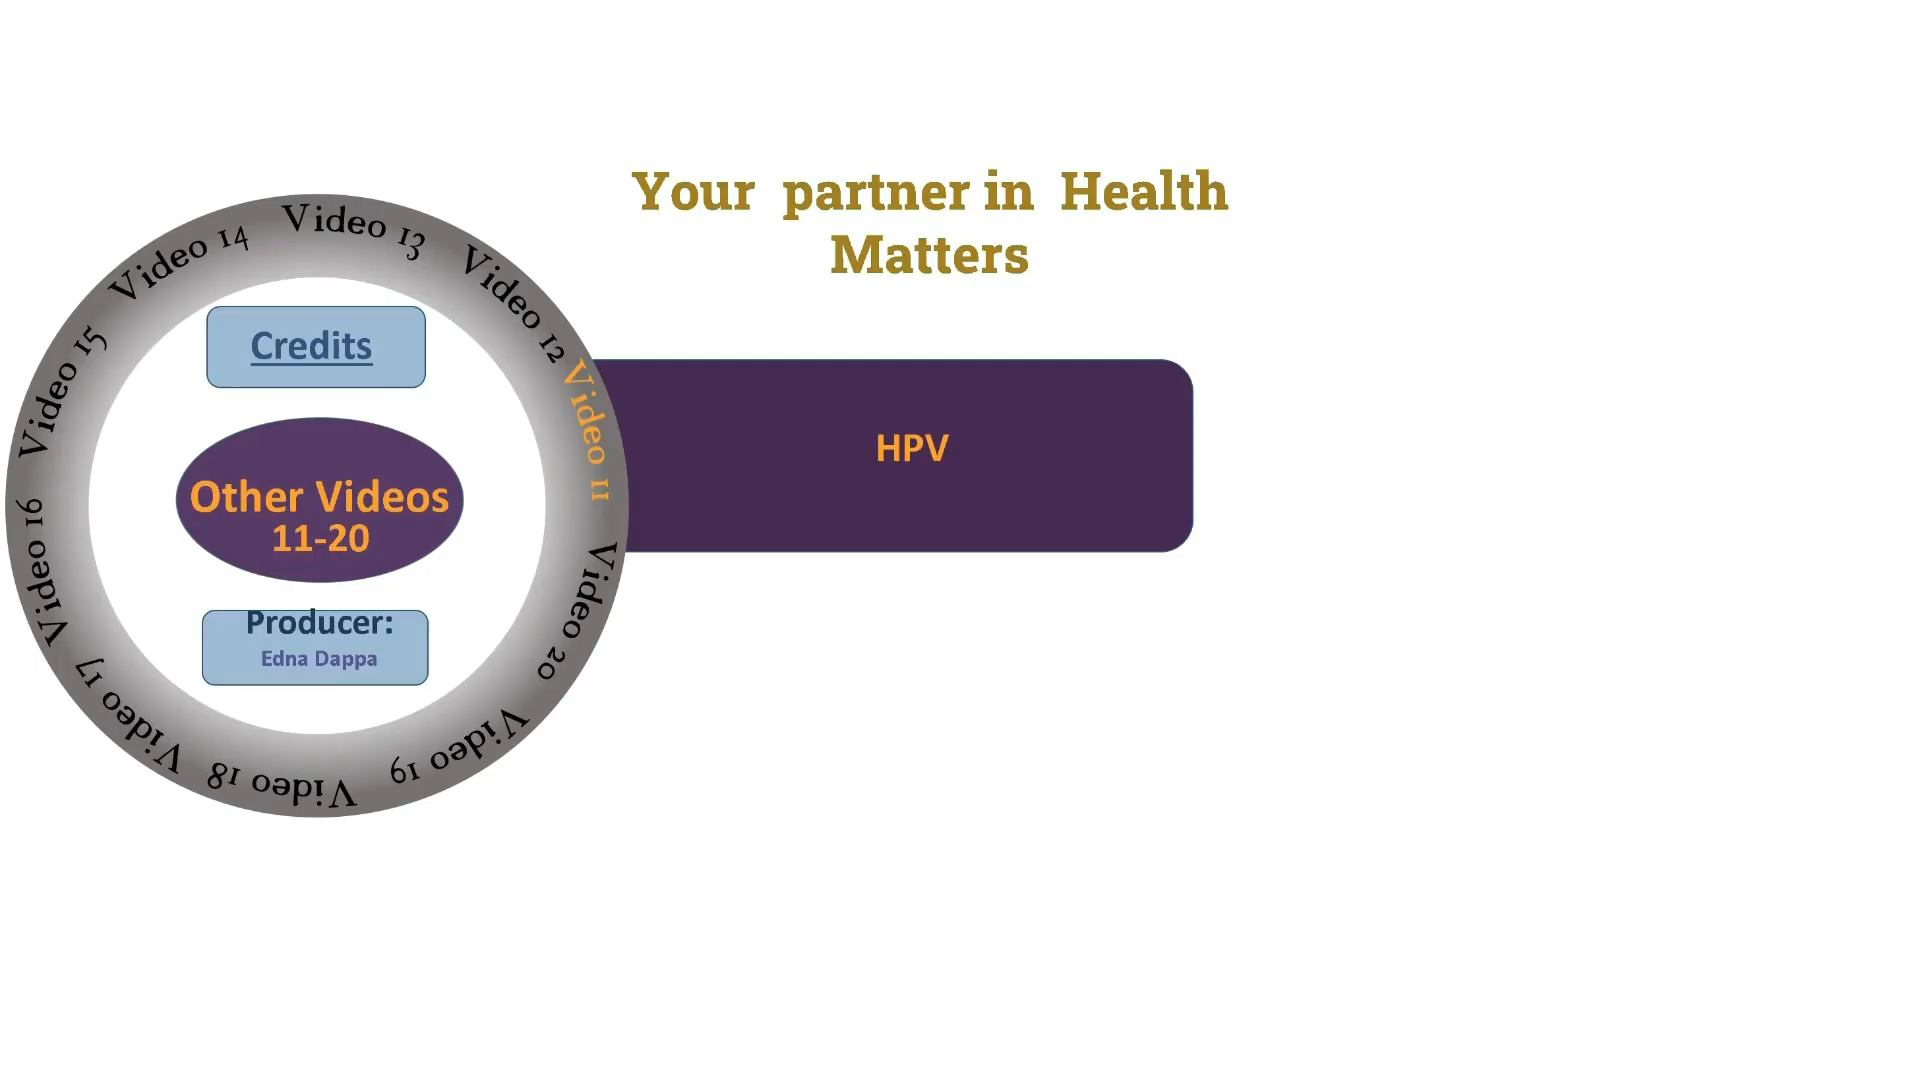 Your partner in Health
Matters
Video 11
Video 12
Video 13
Video 14
Video 15
Video 16
Video 17
Video 18
Video 19
Video 20
Credits
Other Videos
11-20
Producer:
Edna Dappa
HPV